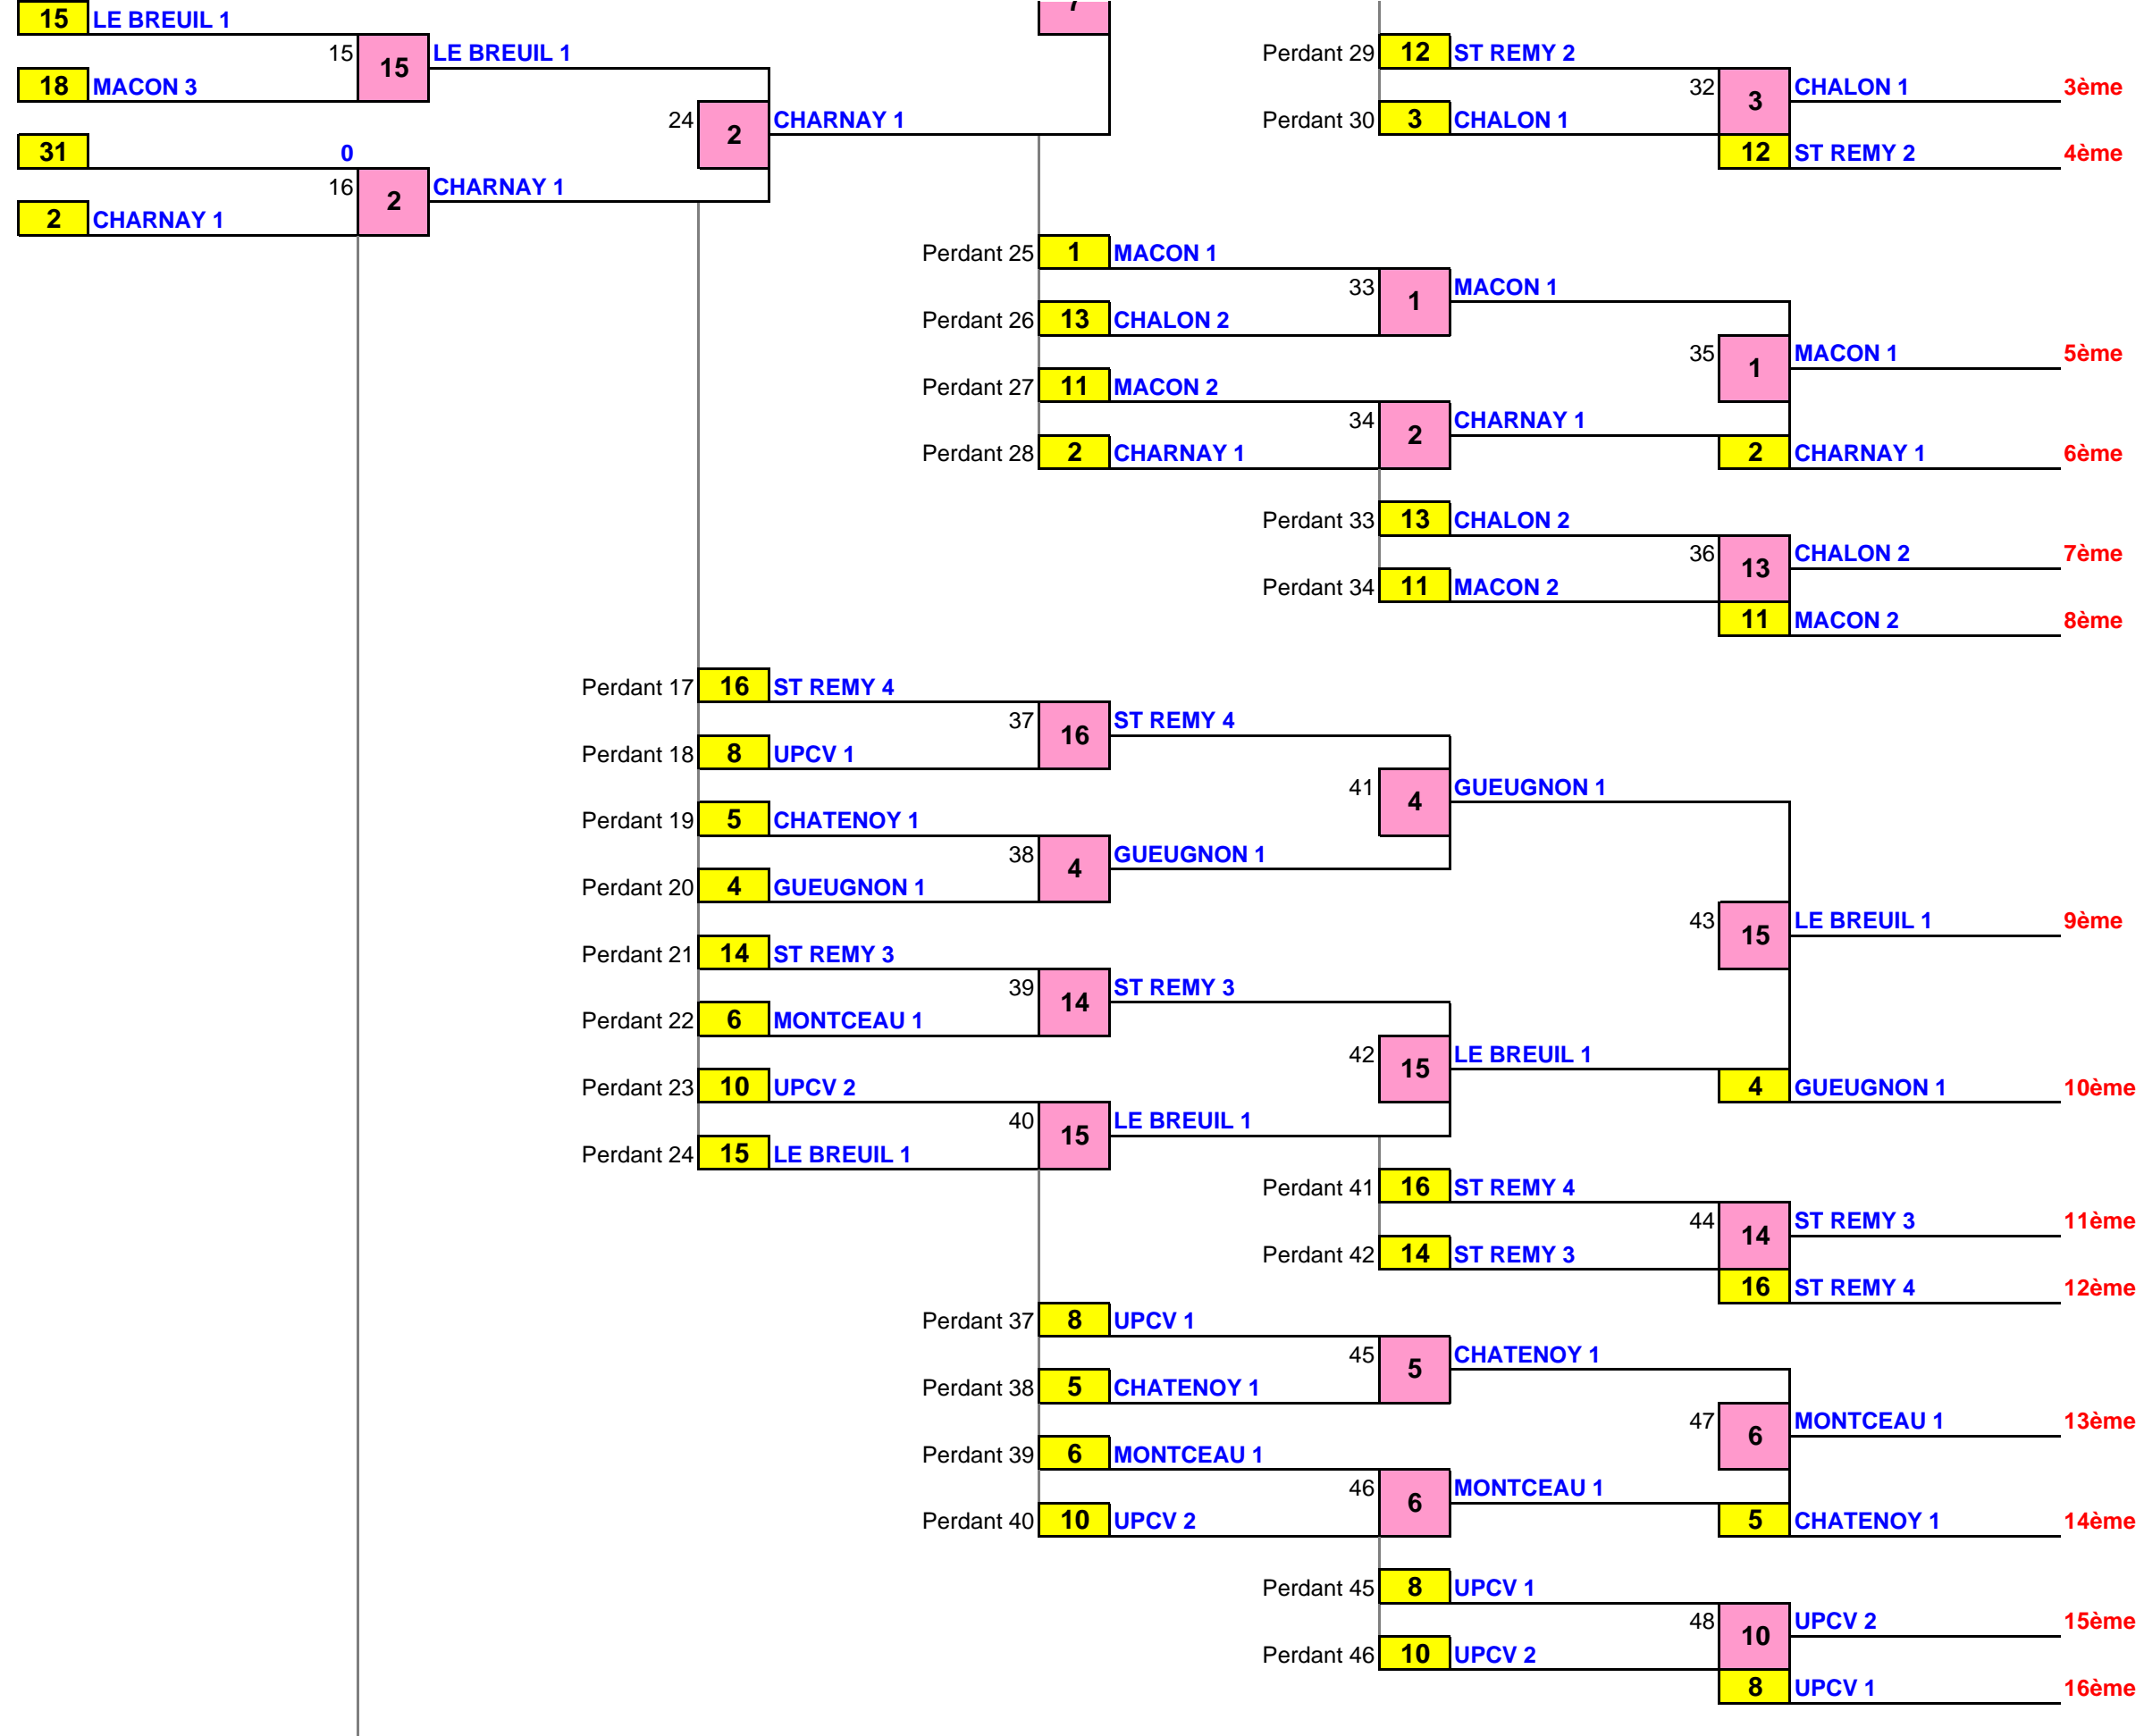 15 LE BREUIL 1
15 15 LE BREUIL 1
Perdant 29 12 ST REMY 2
18 MACON 3
32 3 CHALON 1 3ème
24 2 CHARNAY 1
Perdant 30 3 CHALON 1
31 0
12 ST REMY 2 4ème
16 2 CHARNAY 1
2 CHARNAY 1
Perdant 25 1 MACON 1
33 1 MACON 1
Perdant 26 13 CHALON 2
35 1 MACON 1 5ème
Perdant 27 11 MACON 2
34 2 CHARNAY 1
Perdant 28 2 CHARNAY 1
2 CHARNAY 1 6ème
Perdant 33 13 CHALON 2
36 13 CHALON 2 7ème
Perdant 34 11 MACON 2
11 MACON 2 8ème
Perdant 17 16 ST REMY 4
37 16 ST REMY 4
Perdant 18 8 UPCV 1
41 4 GUEUGNON 1
Perdant 19 5 CHATENOY 1
38 4 GUEUGNON 1
Perdant 20 4 GUEUGNON 1
43 15 LE BREUIL 1 9ème
Perdant 21 14 ST REMY 3
39 14 ST REMY 3
Perdant 22 6 MONTCEAU 1
42 15 LE BREUIL 1
Perdant 23 10 UPCV 2
4 GUEUGNON 1 10ème
40 15 LE BREUIL 1
Perdant 24 15 LE BREUIL 1
Perdant 41 16 ST REMY 4
44 14 ST REMY 3 11ème
Perdant 42 14 ST REMY 3
16 ST REMY 4 12ème
Perdant 37 8 UPCV 1
45 5 CHATENOY 1
Perdant 38 5 CHATENOY 1
47 6 MONTCEAU 1 13ème
Perdant 39 6 MONTCEAU 1
46 6 MONTCEAU 1
Perdant 40 10 UPCV 2
5 CHATENOY 1 14ème
Perdant 45 8 UPCV 1
48 10 UPCV 2 15ème
Perdant 46 10 UPCV 2
8 UPCV 1 16ème